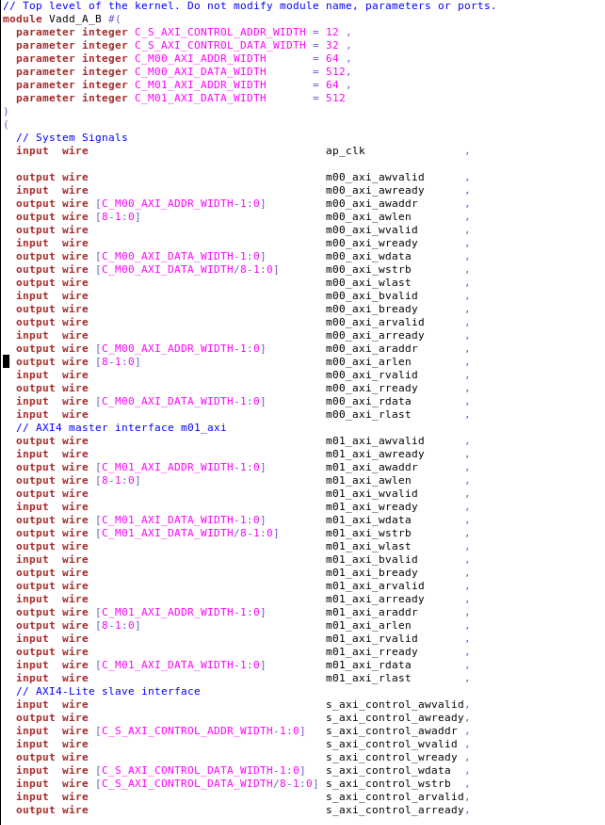 // Top level of the kernel. Do not modify module name, parameters or ports.
module Vadd_A_B #(
  parameter integer C_S_AXI_CONTROL_ADDR_WIDTH = 12 ,
  parameter integer C_S_AXI_CONTROL_DATA_WIDTH = 32 ,
  parameter integer C_M00_AXI_ADDR_WIDTH       = 64 ,
  parameter integer C_M00_AXI_DATA_WIDTH       = 512,
  parameter integer C_M01_AXI_ADDR_WIDTH       = 64 ,
  parameter integer C_M01_AXI_DATA_WIDTH       = 512
)
(
  // System Signals
  input  wire                                    ap_clk               ,
  output wire                                    m00_axi_awvalid      ,
  input  wire                                    m00_axi_awready      ,
  output wire [C_M00_AXI_ADDR_WIDTH-1:0]         m00_axi_awaddr       ,
  output wire [8-1:0]                            m00_axi_awlen        ,
  output wire                                    m00_axi_wvalid       ,
  input  wire                                    m00_axi_wready       ,
  output wire [C_M00_AXI_DATA_WIDTH-1:0]         m00_axi_wdata        ,
  output wire [C_M00_AXI_DATA_WIDTH/8-1:0]       m00_axi_wstrb        ,
  output wire                                    m00_axi_wlast        ,
  input  wire                                    m00_axi_bvalid       ,
  output wire                                    m00_axi_bready       ,
  output wire                                    m00_axi_arvalid      ,
  input  wire                                    m00_axi_arready      ,
  output wire [C_M00_AXI_ADDR_WIDTH-1:0]         m00_axi_araddr       ,
  output wire [8-1:0]                            m00_axi_arlen        ,
  input  wire                                    m00_axi_rvalid       ,
  output wire                                    m00_axi_rready       ,
  input  wire [C_M00_AXI_DATA_WIDTH-1:0]         m00_axi_rdata        ,
  input  wire                                    m00_axi_rlast        ,
  // AXI4 master interface m01_axi
  output wire                                    m01_axi_awvalid      ,
  input  wire                                    m01_axi_awready      ,
  output wire [C_M01_AXI_ADDR_WIDTH-1:0]         m01_axi_awaddr       ,
  output wire [8-1:0]                            m01_axi_awlen        ,
  output wire                                    m01_axi_wvalid       ,
  input  wire                                    m01_axi_wready       ,
  output wire [C_M01_AXI_DATA_WIDTH-1:0]         m01_axi_wdata        ,
  output wire [C_M01_AXI_DATA_WIDTH/8-1:0]       m01_axi_wstrb        ,
  output wire                                    m01_axi_wlast        ,
  input  wire                                    m01_axi_bvalid       ,
  output wire                                    m01_axi_bready       ,
  output wire                                    m01_axi_arvalid      ,
  input  wire                                    m01_axi_arready      ,
  output wire [C_M01_AXI_ADDR_WIDTH-1:0]         m01_axi_araddr       ,
  output wire [8-1:0]                            m01_axi_arlen        ,
  input  wire                                    m01_axi_rvalid       ,
  output wire                                    m01_axi_rready       ,
  input  wire [C_M01_AXI_DATA_WIDTH-1:0]         m01_axi_rdata        ,
  input  wire                                    m01_axi_rlast        ,
  // AXI4-Lite slave interface
  input  wire                                    s_axi_control_awvalid,
  output wire                                    s_axi_control_awready,
  input  wire [C_S_AXI_CONTROL_ADDR_WIDTH-1:0]   s_axi_control_awaddr ,
  input  wire                                    s_axi_control_wvalid ,
  output wire                                    s_axi_control_wready ,
  input  wire [C_S_AXI_CONTROL_DATA_WIDTH-1:0]   s_axi_control_wdata  ,
  input  wire [C_S_AXI_CONTROL_DATA_WIDTH/8-1:0] s_axi_control_wstrb  ,
  input  wire                                    s_axi_control_arvalid,
  output wire                                    s_axi_control_arready,